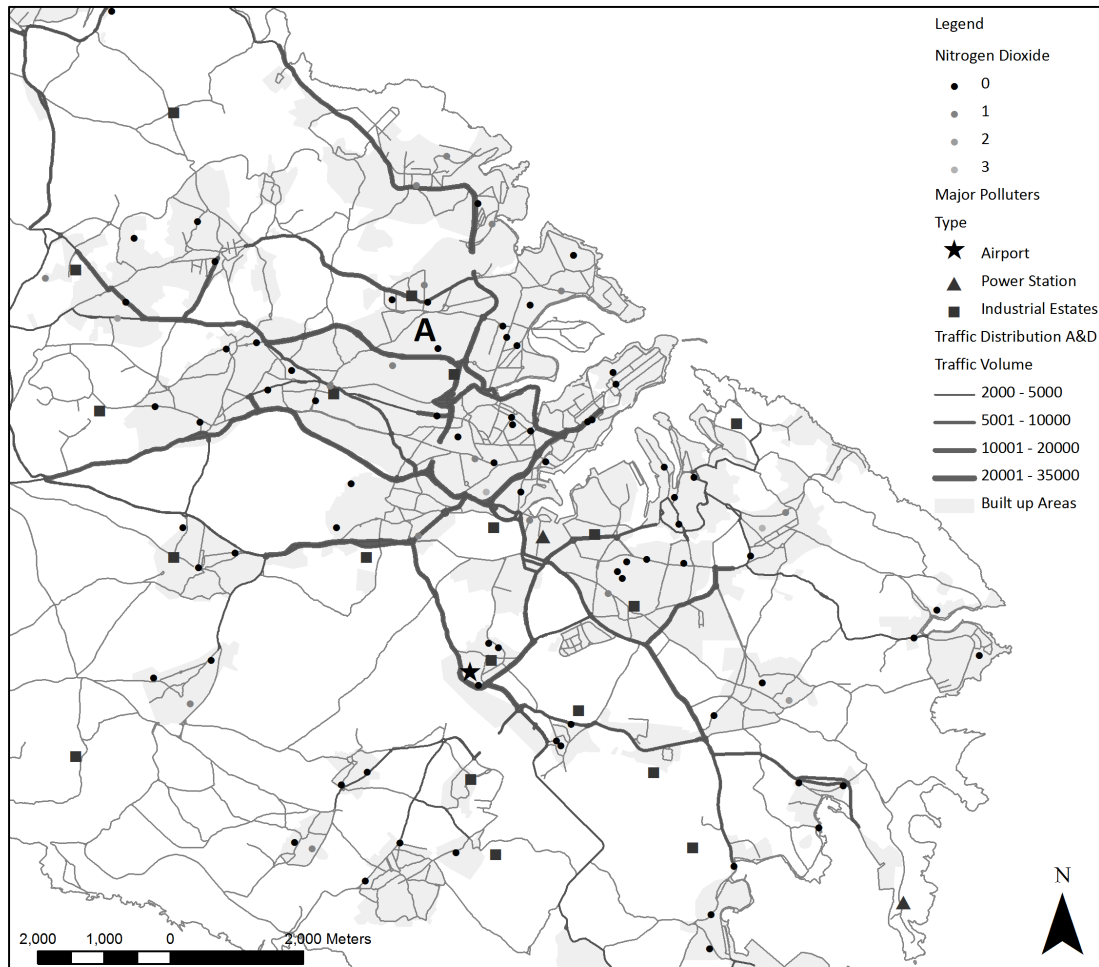 Legend
Nitrogen Dioxide
0
1
2
3
Major Polluters
Type
Airport
Power Station
Industrial Estates
Traffic Distribution A&D
Traffic Volume
2000 - 5000
5001 - 10000
10001 - 20000
20001 - 35000
Built up Areas
A
N
2,000 1,000 0 2,000 Meters